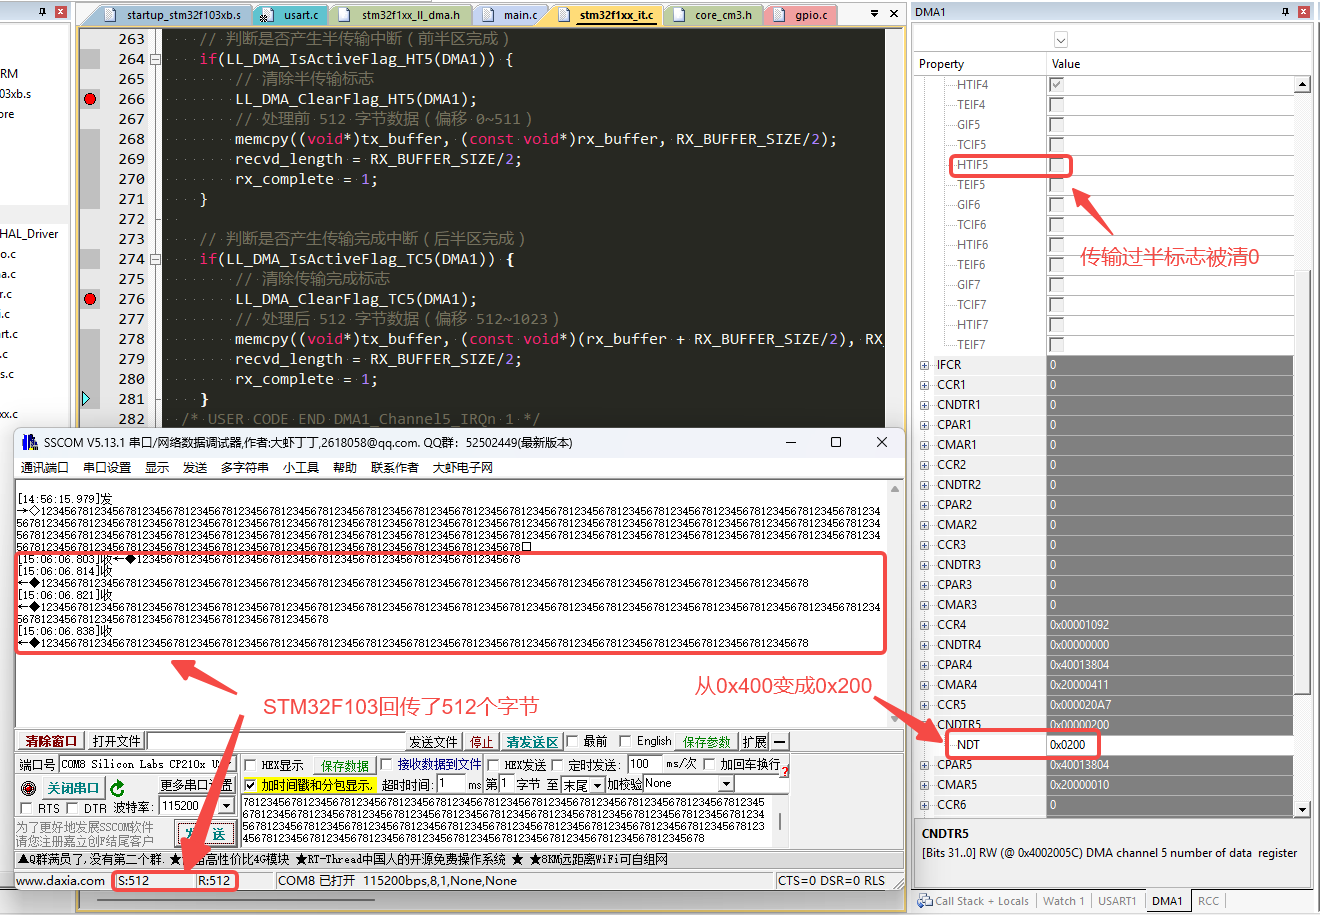 startup_stm32f103xb.s
usart.c
stm32f1xx_ll_dma.h
main.c
stm32f1xx_it.c
core_cm3.h
gpio.c
RM
03xb.s
ore
HAL_Driver
o.c
ma.c
r.c
i.c
art.c
.c
s.c
xx.c
263 // 判断是否产生半传输中断（前半区完成）
264 if(LL_DMA_IsActiveFlag_HT5(DMA1)) {
265 // 清除半传输标志
266 LL_DMA_ClearFlag_HT5(DMA1);
267 // 处理前 512 字节数据（偏移 0~511）
268 memcpy((void*)tx_buffer, (const void*)rx_buffer, RX_BUFFER_SIZE/2);
269 recvd_length = RX_BUFFER_SIZE/2;
270 rx_complete = 1;
271 }
272
273 // 判断是否产生传输完成中断（后半区完成）
274 if(LL_DMA_IsActiveFlag_TC5(DMA1)) {
275 // 清除传输完成标志
276 LL_DMA_ClearFlag_TC5(DMA1);
277 // 处理后 512 字节数据（偏移 512~1023）
278 memcpy((void*)tx_buffer, (const void*)(rx_buffer + RX_BUFFER_SIZE/2), RX_
279 recvd_length = RX_BUFFER_SIZE/2;
280 rx_complete = 1;
281 }
282 /* USER CODE END DMA1_Channel5_IRQn 1 */
SSCOM V5.13.1 串口/网络数据调试器,作者:大虾丁丁,2618058@qq.com. QQ群: 52502449(最新版本)
通讯端口 串口设置 显示 发送 多字符串 小工具 帮助 联系作者 大虾电子网
[14:56:15.979]发
[15:06:06.803]收←◆
[15:06:06.814]收
[15:06:06.821]收
[15:06:06.838]收
STM32F103回传了512个字节
清除窗口 打开文件 发送文件 停止 清发送区 最前 English 保存参数 扩展 —
端口号 COM8 Silicon Labs CP210x HEX显示 保存数据 接收数据到文件 HEX发送 定时发送: 100 ms/次 加回车换行
关闭串口 更多串口设置 加时间戳和分包显示, 超时时间: 1 ms 第1 字节 至 末尾 加校验 None
RTS DTR 波特率: 115200
为了更好地发展SSCOM软件
请您注册嘉立创F结尾客户
▲Q群满员了,没有第二个群.
高性价比4G模块 ★RT-Thread中国人的开源免费操作系统 ★ ★8KM远距离WiFi可自组网
www.daxia.com S:512 R:512 COM8 已打开 115200bps,8,1,None,None CTS=0 DSR=0 RLS
DMA1
Property Value
HTIF4
TEIF4
GIF5
TCIF5
HTIF5
TEIF5
GIF6
TCIF6
HTIF6
TEIF6
GIF7
TCIF7
HTIF7
TEIF7
传输过半标志被清0
IFCR 0
CCR1 0
CNDTR1 0
CPAR1 0
CMAR1 0
CCR2 0
CNDTR2 0
CPAR2 0
CMAR2 0
CCR3 0
CNDTR3 0
CPAR3 0
CMAR3 0
CCR4 0x00001092
CNDTR4 0x00000000
CPAR4 0x40013804
CMAR4 0x20000411
CCR5 0x000020A7
CNDTR5 0x00000200
NDT 0x0200
CPAR5 0x40013804
CMAR5 0x20000010
CCR6 0
从0x400变成0x200
CNDTR5
[Bits 31..0] RW (@ 0x4002005C) DMA channel 5 number of data register
Call Stack + Locals Watch 1 USART1 DMA1 RCC